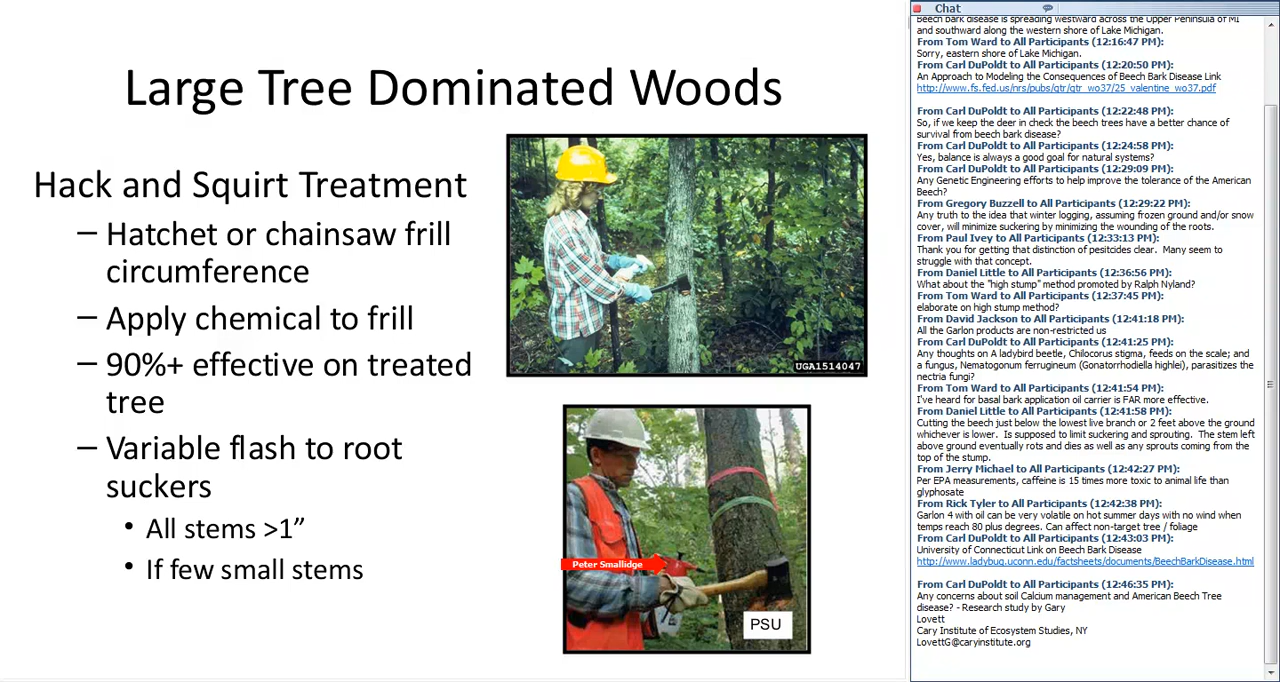 Large Tree Dominated Woods
Hack and Squirt Treatment
– Hatchet or chainsaw frill
circumference
– Apply chemical to frill
– 90%+ effective on treated
tree
– Variable flash to root
suckers
• All stems >1”
• If few small stems
UGA1514047
Peter Smallidge
PSU
Chat
Beech bark disease is spreading westward across the Upper Peninsula of MI
and southward along the western shore of Lake Michigan.
From Tom Ward to All Participants (12:16:47 PM):
Sorry, eastern shore of Lake Michigan.
From Carl DuPoldt to All Participants (12:20:50 PM):
An Approach to Modeling the Consequences of Beech Bark Disease Link
http://www.fs.fed.us/nrs/pubs/gtr/gtr_wo37/25_valentine_wo37.pdf
From Carl DuPoldt to All Participants (12:22:48 PM):
So, if we keep the deer in check the beech trees have a better chance of
survival from beech bark disease?
From Carl DuPoldt to All Participants (12:24:58 PM):
Yes, balance is always a good goal for natural systems?
From Carl DuPoldt to All Participants (12:29:09 PM):
Any Genetic Engineering efforts to help improve the tolerance of the American
Beech?
From Gregory Buzzell to All Participants (12:29:22 PM):
Any truth to the idea that winter logging, assuming frozen ground and/or snow
cover, will minimize suckering by minimizing the wounding of the roots.
From Paul Ivey to All Participants (12:33:13 PM):
Thank you for getting that distinction of pesitcides clear.  Many seem to
struggle with that concept.
From Daniel Little to All Participants (12:36:56 PM):
What about the "high stump" method promoted by Ralph Nyland?
From Tom Ward to All Participants (12:37:45 PM):
elaborate on high stump method?
From David Jackson to All Participants (12:41:18 PM):
All the Garlon products are non-restricted us
From Carl DuPoldt to All Participants (12:41:25 PM):
Any thoughts on A ladybird beetle, Chilocorus stigma, feeds on the scale; and
a fungus, Nematogonum ferrugineum (Gonatorrhodiella highlei), parasitizes the
nectria fungi?
From Tom Ward to All Participants (12:41:54 PM):
I've heard for basal bark application oil carrier is FAR more effective.
From Daniel Little to All Participants (12:41:58 PM):
Cutting the beech just below the lowest live branch or 2 feet above the ground
whichever is lower.  Is supposed to limit suckering and sprouting.  The stem left
above ground eventually rots and dies as well as any sprouts coming from the
top of the stump.
From Jerry Michael to All Participants (12:42:27 PM):
Per EPA measurements, caffeine is 15 times more toxic to animal life than
glyphosate
From Rick Tyler to All Participants (12:42:38 PM):
Garlon 4 with oil can be very volatile on hot summer days with no wind when
temps reach 80 plus degrees. Can affect non-target tree / foliage
From Carl DuPoldt to All Participants (12:43:03 PM):
University of Connecticut Link on Beech Bark Disease
http://www.ladybug.uconn.edu/factsheets/documents/BeechBarkDisease.html
From Carl DuPoldt to All Participants (12:46:35 PM):
Any concerns about soil Calcium management and American Beech Tree
disease? - Research study by Gary
Lovett
Cary Institute of Ecosystem Studies, NY
LovettG@caryinstitute.org